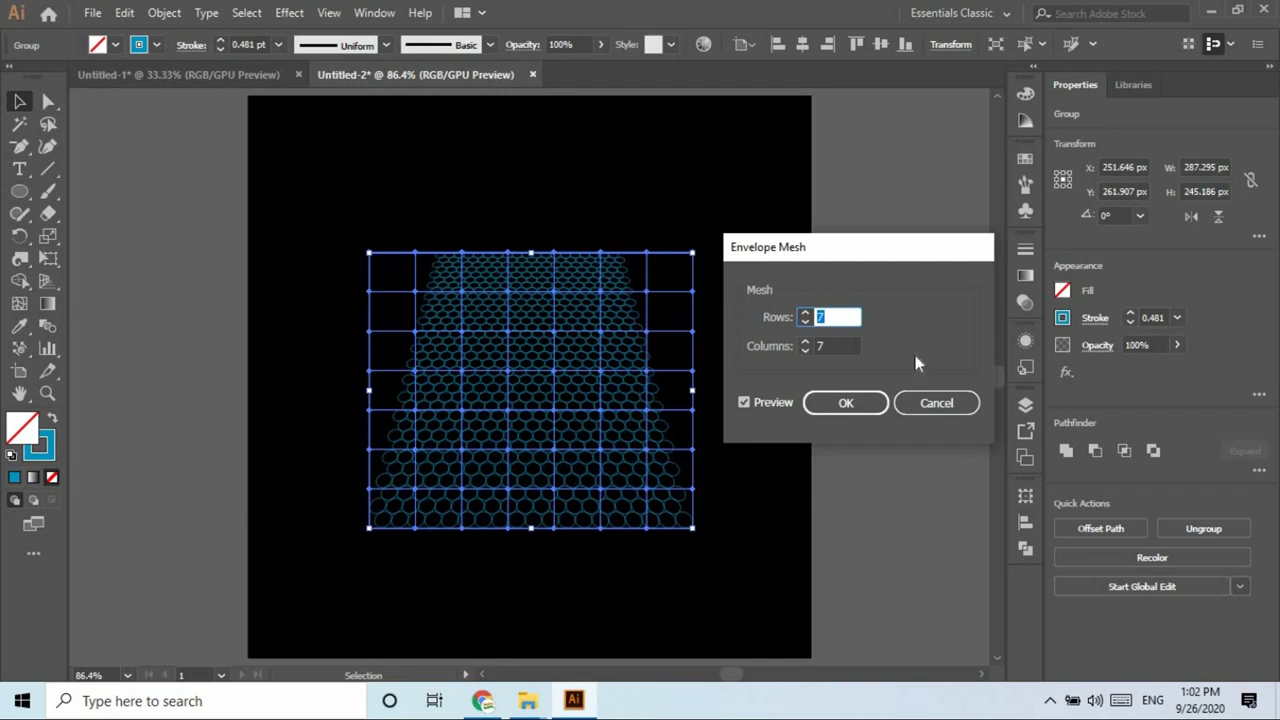 Ai File Edit Object Type Select Effect View Window Help Essentials Classic Search Adobe Stock
Group Stroke: 0.481 pt Uniform Basic Opacity: 100% Style: Transform
Untitled-1* @ 33.33% (RGB/GPU Preview) × Untitled-2* @ 86.4% (RGB/GPU Preview) ×
Properties Libraries
Group
Transform
X: 251.646 px W: 287.295 px
Y: 261.907 px H: 245.186 px
0°
Appearance
Fill
Stroke 0.481
Opacity 100%
fx.
Pathfinder
Expand
Quick Actions
Offset Path Ungroup
Recolor
Start Global Edit
Envelope Mesh
Mesh
Rows: 7
Columns: 7
Preview OK Cancel
86.4% 1 Selection
Type here to search Ai ENG 1:02 PM
9/26/2020